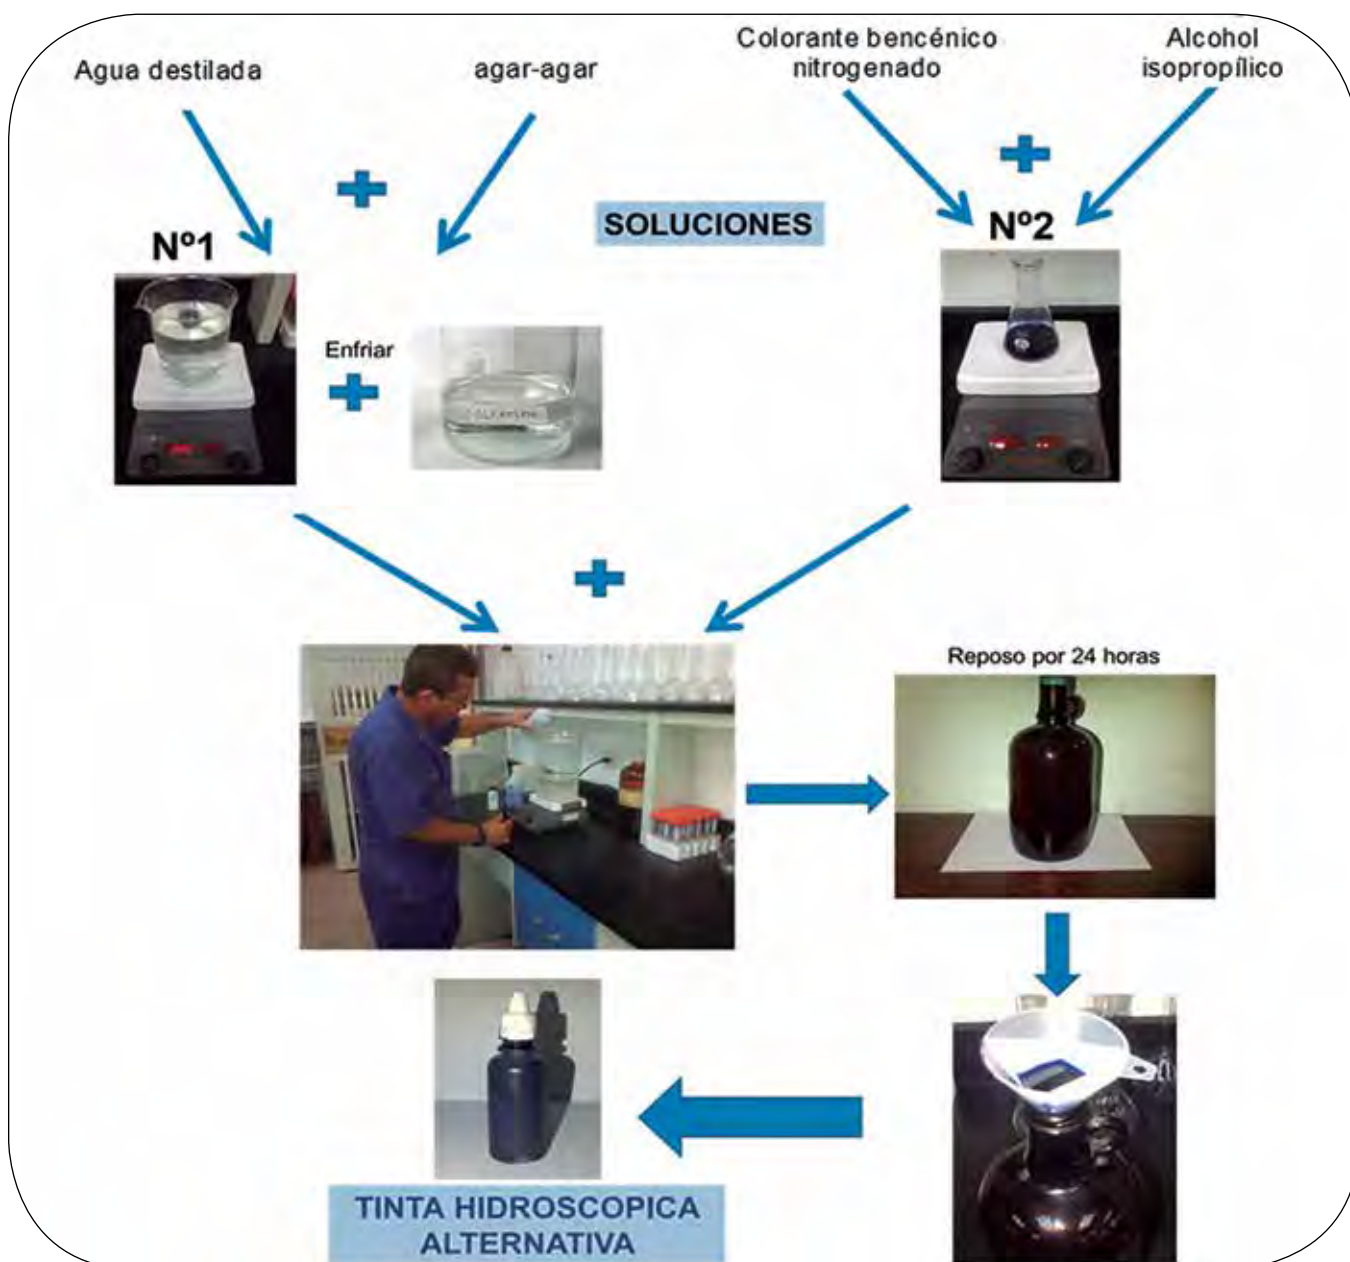 Agua destilada
agar-agar
Colorante bencénico
nitrogenado
Alcohol
isopropílico
SOLUCIONES
Nº1
Nº2
Enfriar
Reposo por 24 horas
TINTA HIDROSCOPICA
ALTERNATIVA